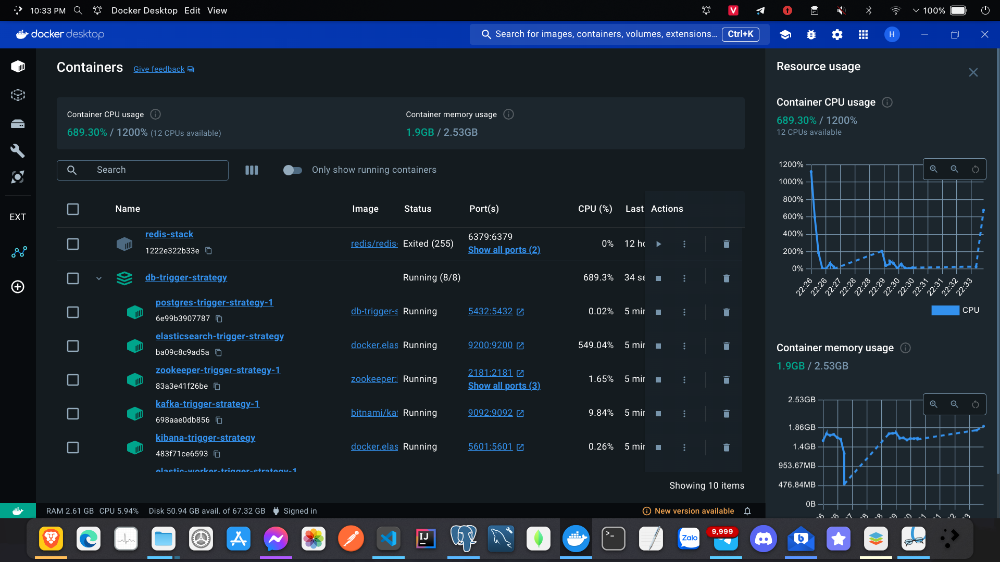 10:33 PM Docker Desktop Edit View V 100%
docker desktop
Search for images, containers, volumes, extensions... Ctrl+K
H
Containers Give feedback
Container CPU usage
689.30% / 1200% (12 CPUs available)
Container memory usage
1.9GB / 2.53GB
Search
Only show running containers
EXT
Name Image Status Port(s) CPU (%) Last Actions
redis-stack
1222e322b33e
redis/redis- Exited (255)
6379:6379
Show all ports (2)
0% 12 ho
db-trigger-strategy Running (8/8) 689.3% 34 se
postgres-trigger-strategy-1
6e99b3907787
db-trigger-s Running 5432:5432 0.02% 5 min
elasticsearch-trigger-strategy
ba09c8c9ad5a
docker.elas Running 9200:9200 549.04% 5 min
zookeeper-trigger-strategy-1
83a3e41f26be
zookeeper: Running
2181:2181
Show all ports (3)
1.65% 5 min
kafka-trigger-strategy-1
698aae0db856
bitnami/kaf Running 9092:9092 9.84% 5 min
kibana-trigger-strategy
483f71ce6593
docker.elas Running 5601:5601 0.26% 5 min
elastic-worker-trigger-strategy-1
Showing 10 items
Resource usage
Container CPU usage
689.30% / 1200%
12 CPUs available
1200%
1000%
800%
600%
400%
200%
0%
22:26 22:26 22:27 22:28 22:28 22:29 22:30 22:30 22:31 22:31 22:32 22:33
CPU
Container memory usage
1.9GB / 2.53GB
2.53GB
1.86GB
1.4GB
953.67MB
476.84MB
0B
RAM 2.61 GB CPU 5.94% Disk 50.94 GB avail. of 67.32 GB Signed in
New version available
IJ
Zalo
9,999